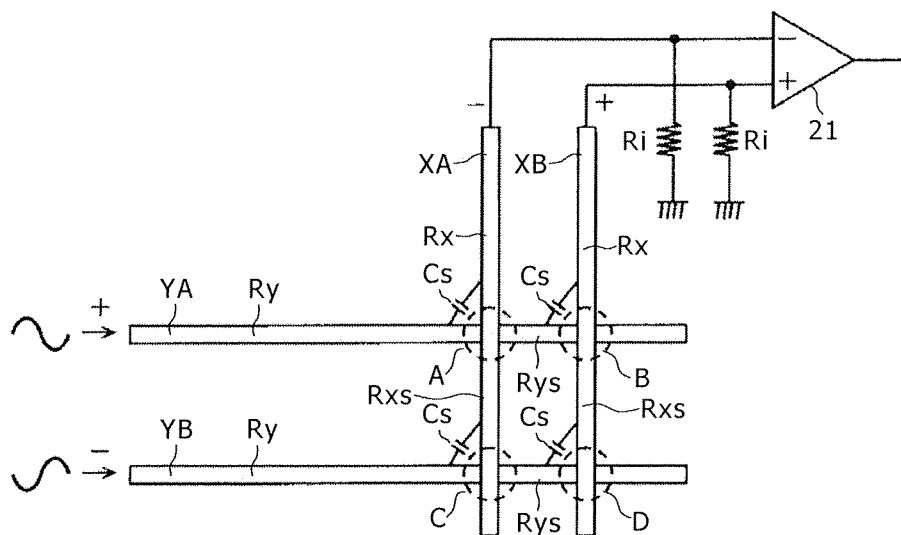 −
+
− +
21
Ri Ri
XA XB
Rx Rx
Cs Cs
YA Ry
+
A Rys B
Rxs Rxs
Cs Cs
YB Ry
−
C Rys D